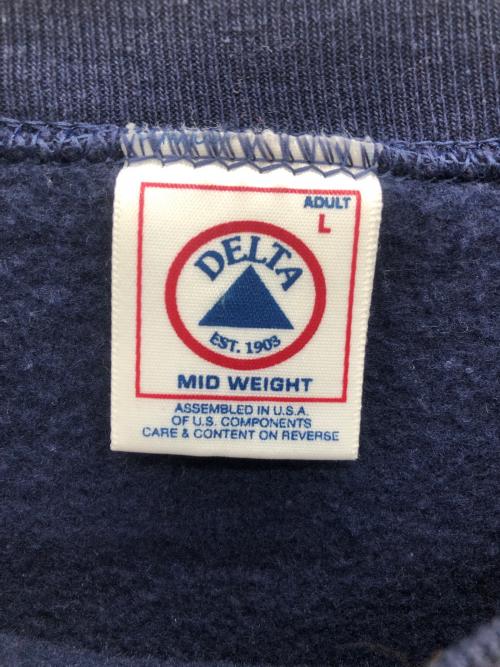 ADULT
L
DELTA
EST. 1903
MID WEIGHT
ASSEMBLED IN U.S.A.
OF U.S. COMPONENTS
CARE & CONTENT ON REVERSE